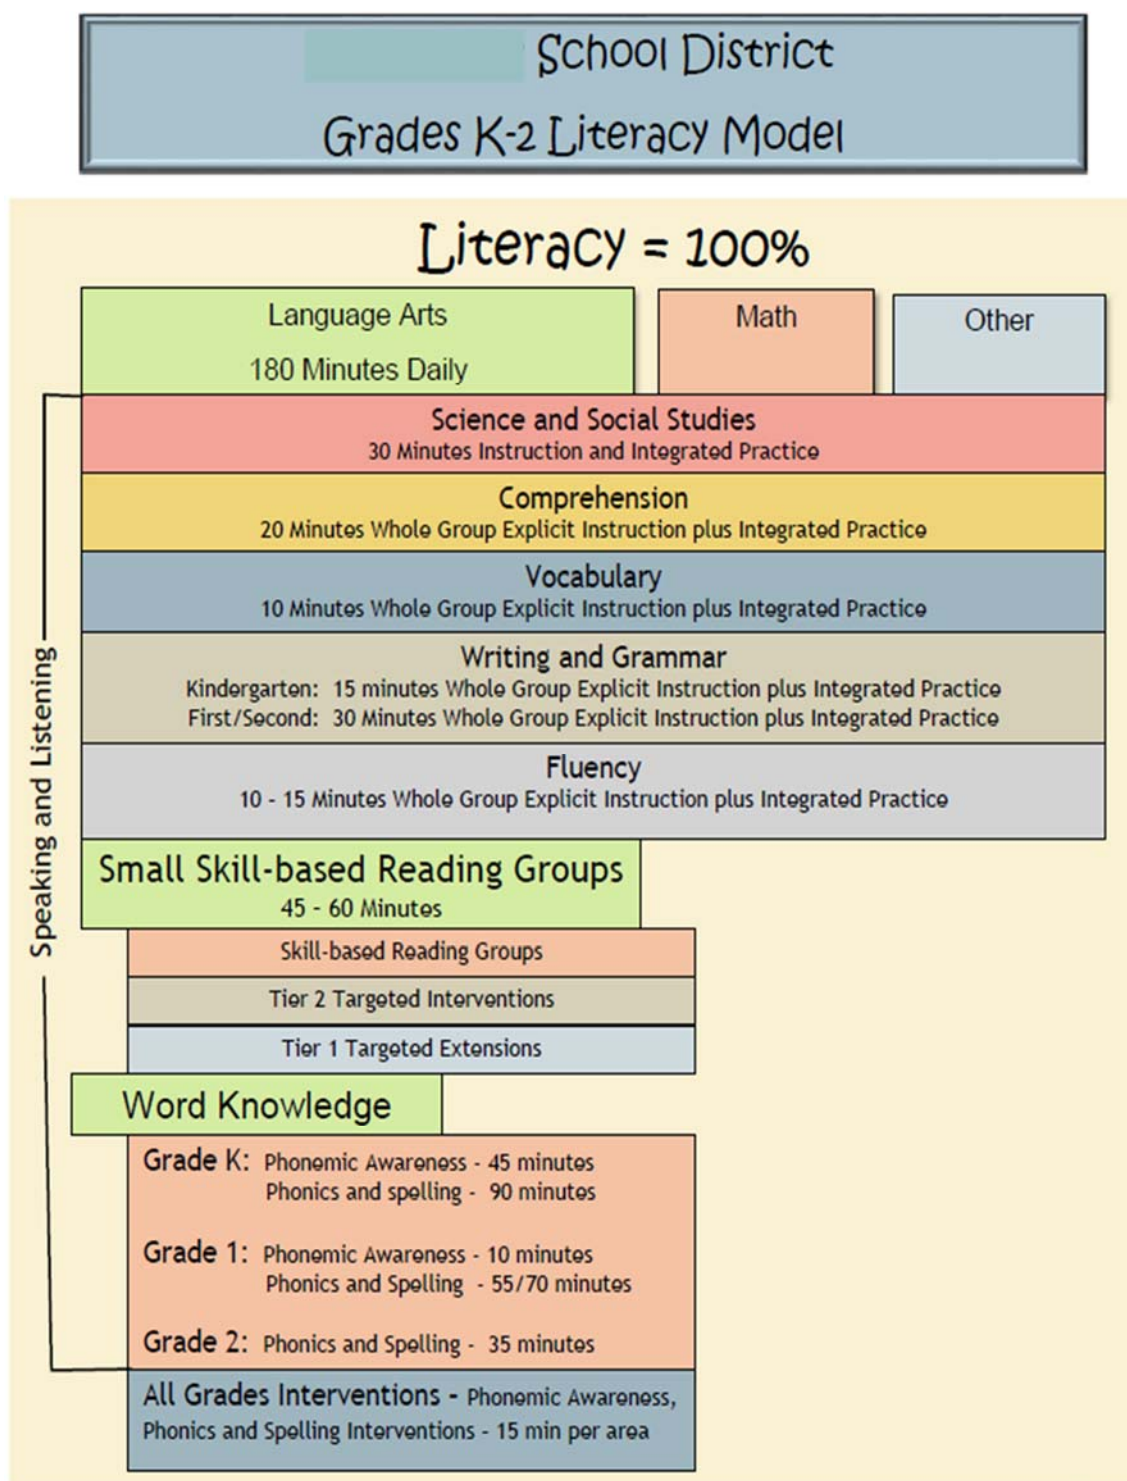 School District
Grades K-2 Literacy Model
Literacy = 100%
Language Arts
180 Minutes Daily
Math
Other
Science and Social Studies
30 Minutes Instruction and Integrated Practice
Comprehension
20 Minutes Whole Group Explicit Instruction plus Integrated Practice
Vocabulary
10 Minutes Whole Group Explicit Instruction plus Integrated Practice
Writing and Grammar
Kindergarten: 15 minutes Whole Group Explicit Instruction plus Integrated Practice
First/Second: 30 Minutes Whole Group Explicit Instruction plus Integrated Practice
Fluency
10 - 15 Minutes Whole Group Explicit Instruction plus Integrated Practice
Speaking and Listening
Small Skill-based Reading Groups
45 - 60 Minutes
Skill-based Reading Groups
Tier 2 Targeted Interventions
Tier 1 Targeted Extensions
Word Knowledge
Grade K: Phonemic Awareness - 45 minutes
Phonics and spelling - 90 minutes
Grade 1: Phonemic Awareness - 10 minutes
Phonics and Spelling - 55/70 minutes
Grade 2: Phonics and Spelling - 35 minutes
All Grades Interventions - Phonemic Awareness,
Phonics and Spelling Interventions - 15 min per area